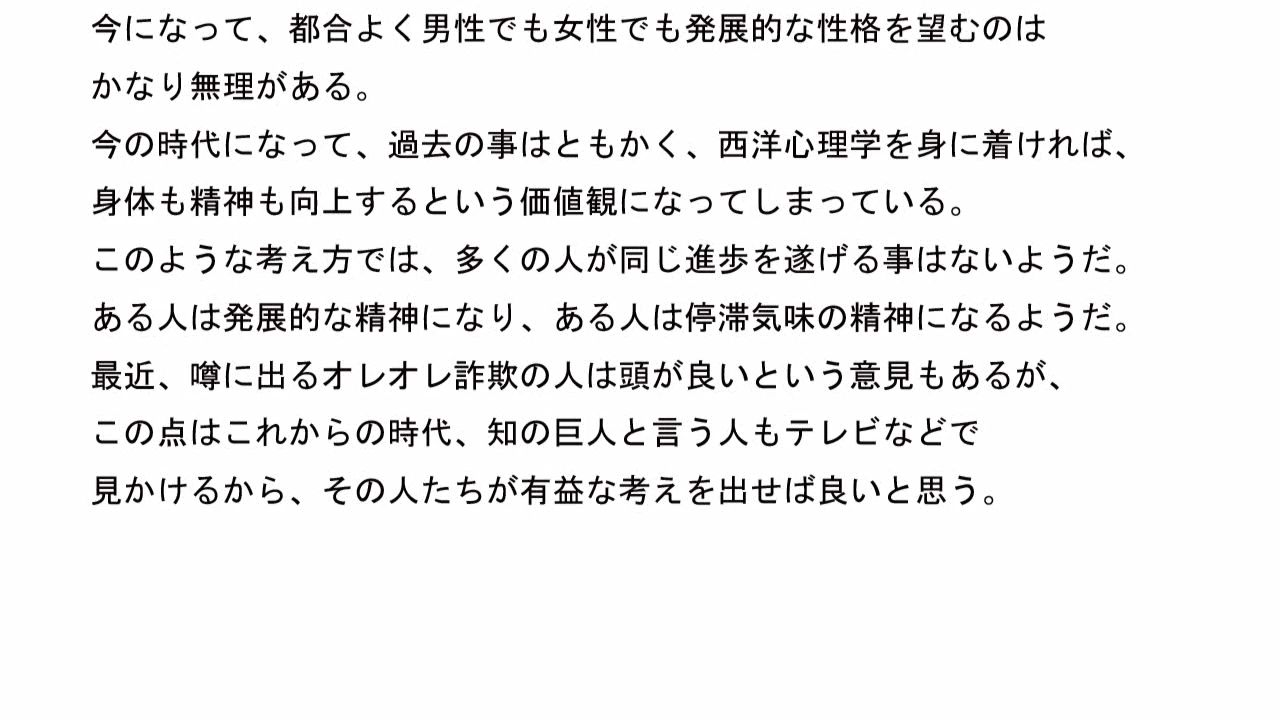 今になって、都合よく男性でも女性でも発展的な性格を望むのは
かなり無理がある。
今の時代になって、過去の事はともかく、西洋心理学を身に着ければ、
身体も精神も向上するという価値観になってしまっている。
このような考え方では、多くの人が同じ進歩を遂げる事はないようだ。
ある人は発展的な精神になり、ある人は停滞気味の精神になるようだ。
最近、噂に出るオレオレ詐欺の人は頭が良いという意見もあるが、
この点はこれからの時代、知の巨人と言う人もテレビなどで
見かけるから、その人たちが有益な考えを出せば良いと思う。